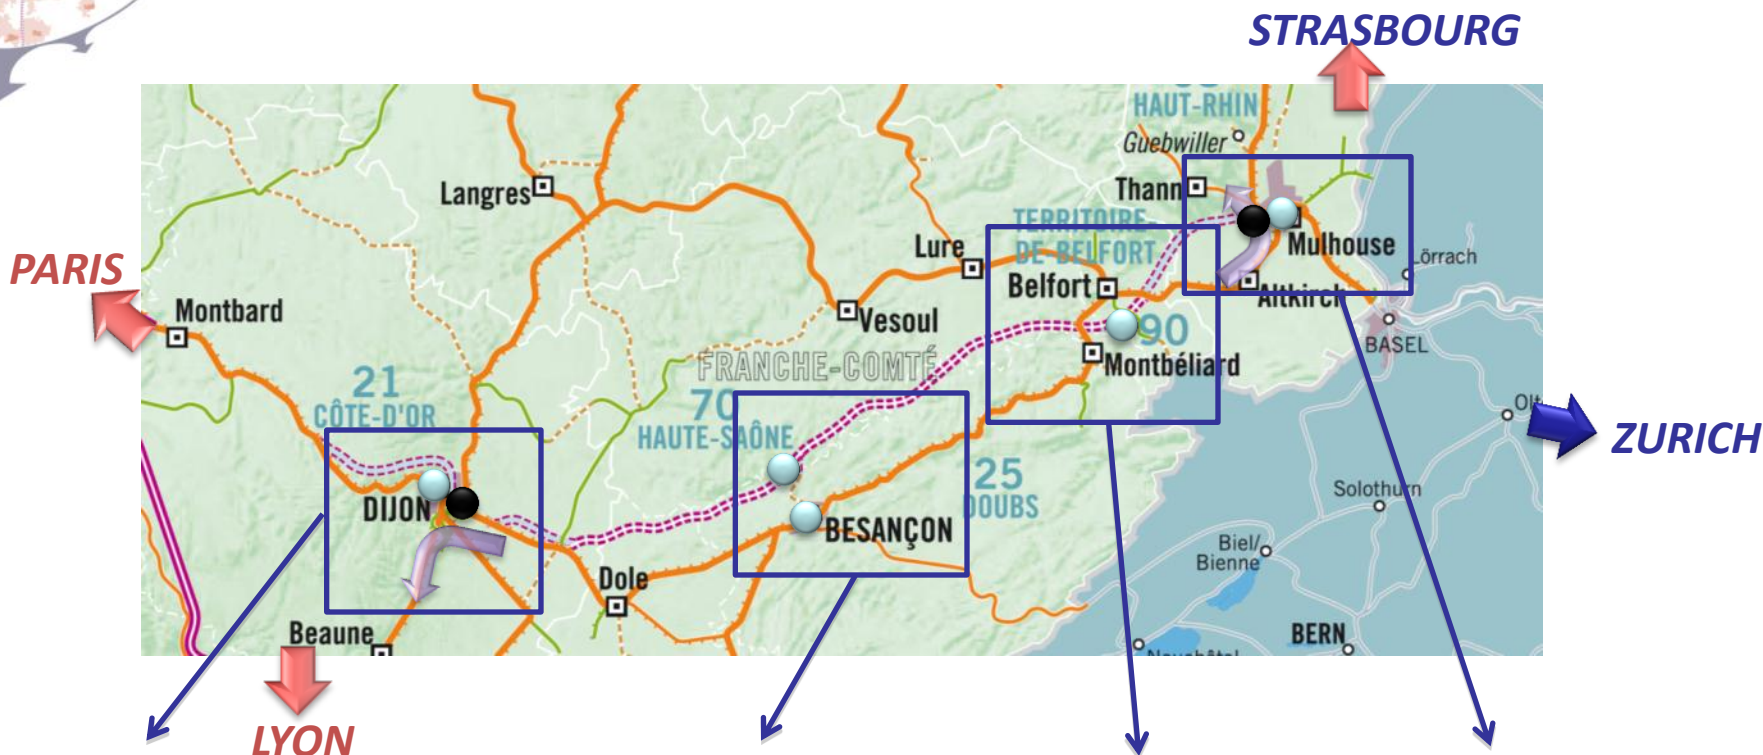 STRASBOURG
HAUT-RHIN
Guebwiller
Langres
Thann
TERRITOIRE-
DE-BELFORT
Lure
Mulhouse
Lörrach
PARIS
Belfort
Altkirch
Montbard
Vesoul
90
BASEL
FRANCHE-COMTÉ
Montbéliard
21
CÔTE-D'OR
70
HAUTE-SAÔNE
ZURICH
25
DOUBS
Solothurn
DIJON
BESANÇON
Biel/
Bienne
Dole
Beaune
BERN
LYON